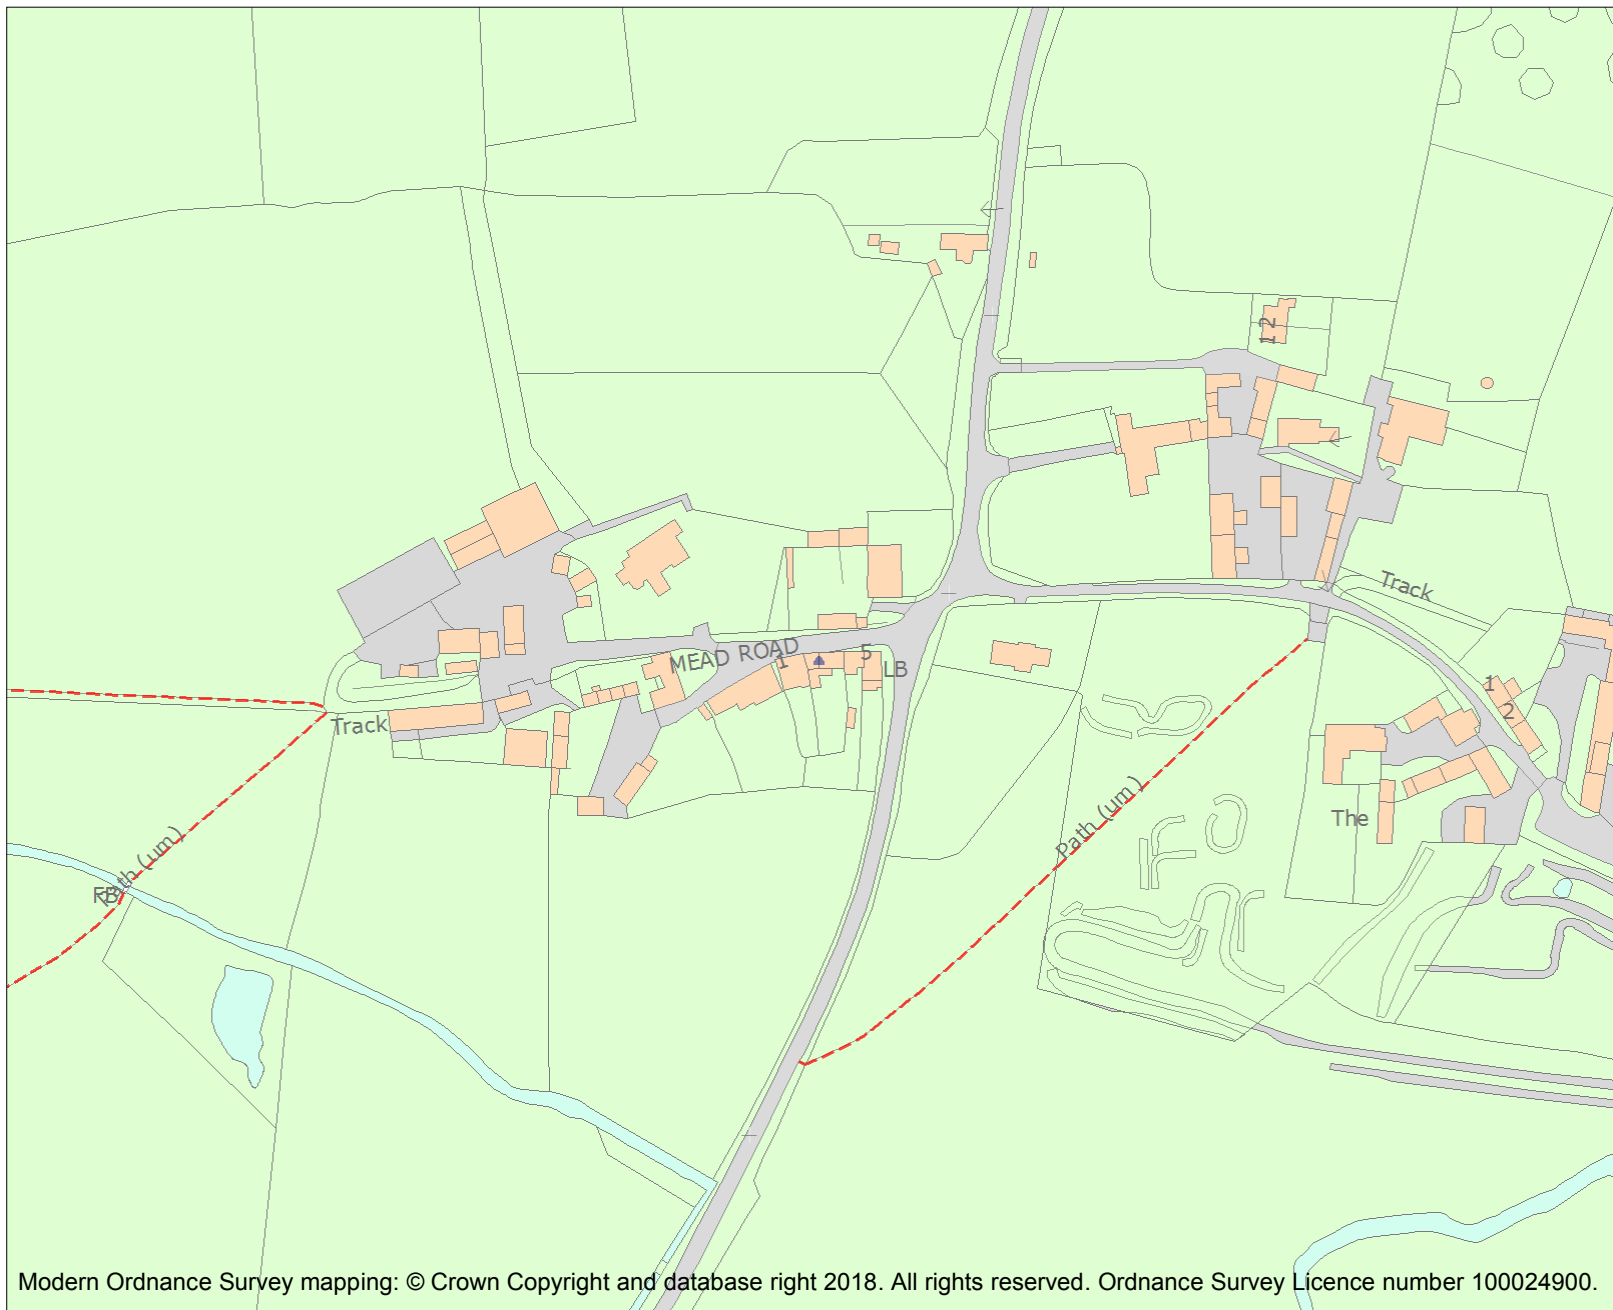 12
Track
MEAD ROAD
1
5
LB
1
2
Track
Path (um)
The
Path (um)
FB
Modern Ordnance Survey mapping: © Crown Copyright and database right 2018. All rights reserved. Ordnance Survey Licence number 100024900.